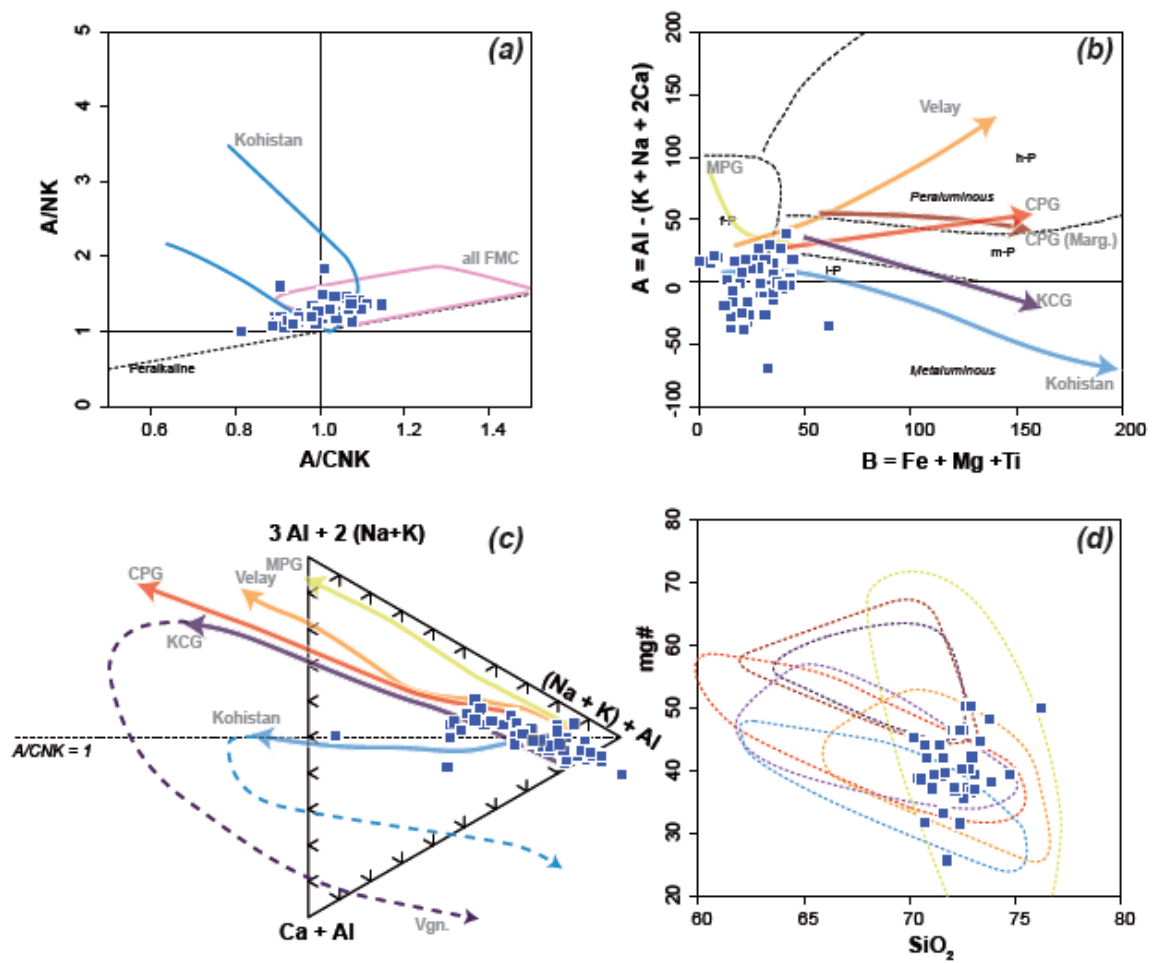 (a)
5
4
3
2
1
0
A/NK
Kohistan
all FMC
Peralkaline
0.6
0.8
1.0
1.2
1.4
A/CNK
(b)
200
150
100
50
0
-50
-100
A = Al - (K + Na + 2Ca)
Velay
MPG
h-P
f-P
Peraluminous
CPG
CPG (Marg.)
m-P
l-P
KCG
Metaluminous
Kohistan
0
50
100
150
200
B = Fe + Mg +Ti
(c)
3 Al + 2 (Na+K)
MPG
CPG
Velay
KCG
(Na + K) + Al
Kohistan
A/CNK = 1
Vgn.
Ca + Al
(d)
80
70
60
50
40
30
20
mg#
60
65
70
75
80
SiO₂